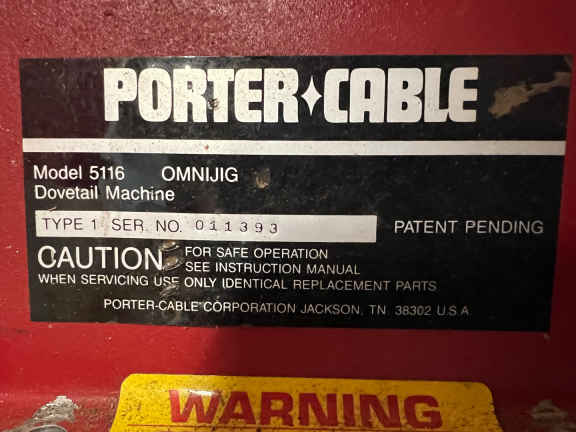 PORTER✦CABLE
Model 5116 OMNIJIG
Dovetail Machine
TYPE 1 SER. NO. 011393 PATENT PENDING
CAUTION FOR SAFE OPERATION
SEE INSTRUCTION MANUAL
WHEN SERVICING USE ONLY IDENTICAL REPLACEMENT PARTS
PORTER-CABLE CORPORATION JACKSON, TN 38302 U.S.A
WARNING